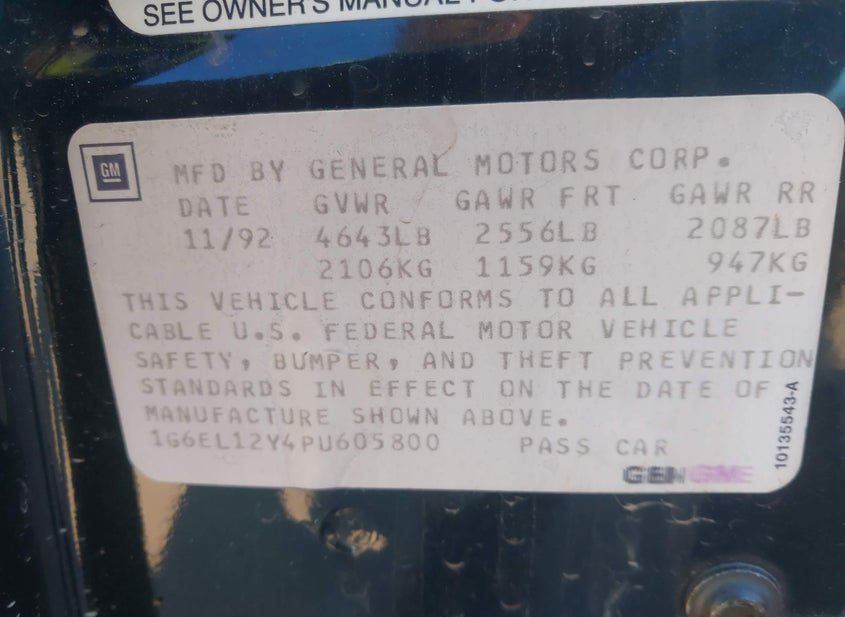 SEE OWNER'S MANUAL FOR
GM
MFD BY GENERAL MOTORS CORP.
DATE GVWR GAWR FRT GAWR RR
11/92 4643LB 2556LB 2087LB
2106KG 1159KG 947KG
THIS VEHICLE CONFORMS TO ALL APPLI-
CABLE U.S. FEDERAL MOTOR VEHICLE
SAFETY, BUMPER, AND THEFT PREVENTION
STANDARDS IN EFFECT ON THE DATE OF
MANUFACTURE SHOWN ABOVE.
1G6EL12Y4PU605800 PASS CAR
10135543-A